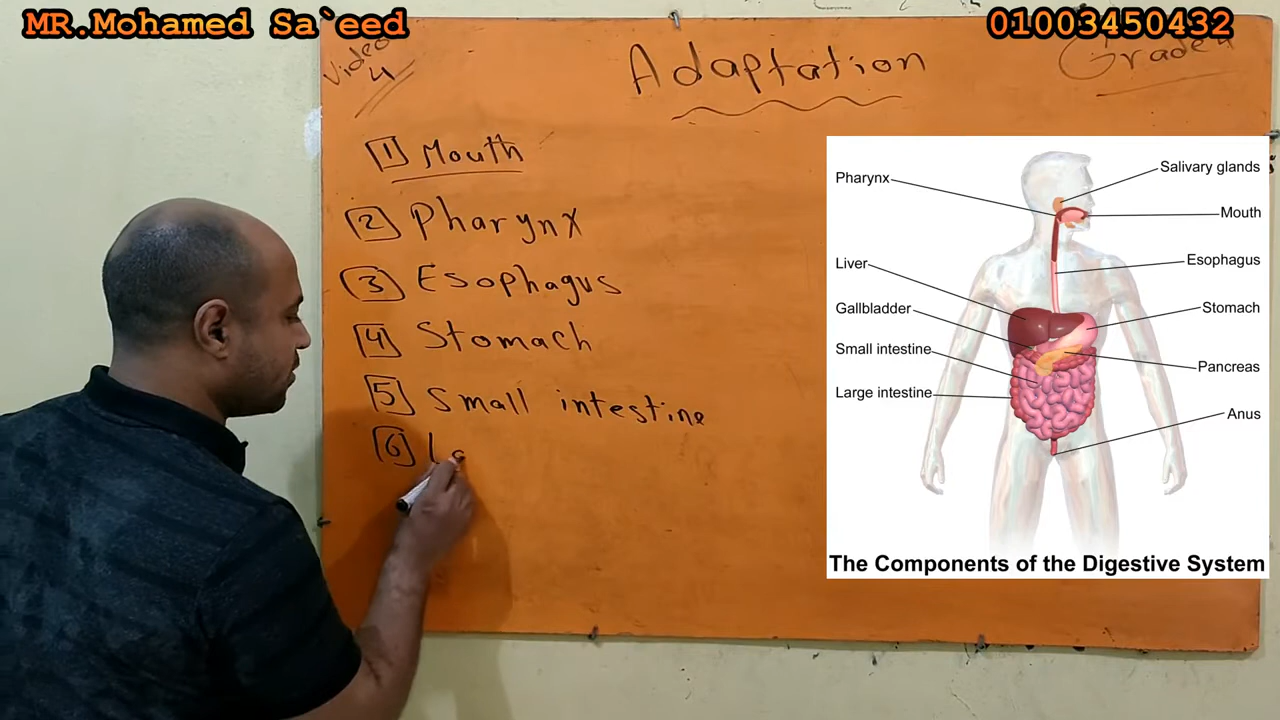 MR.Mohamed Sa`eed
01003450432
Video 4
Adaptation
Grade 4
1 Mouth
2 Pharynx
3 Esophagus
4 Stomach
5 Small intestine
6 La
Pharynx
Salivary glands
Mouth
Liver
Esophagus
Gallbladder
Stomach
Small intestine
Pancreas
Large intestine
Anus
The Components of the Digestive System